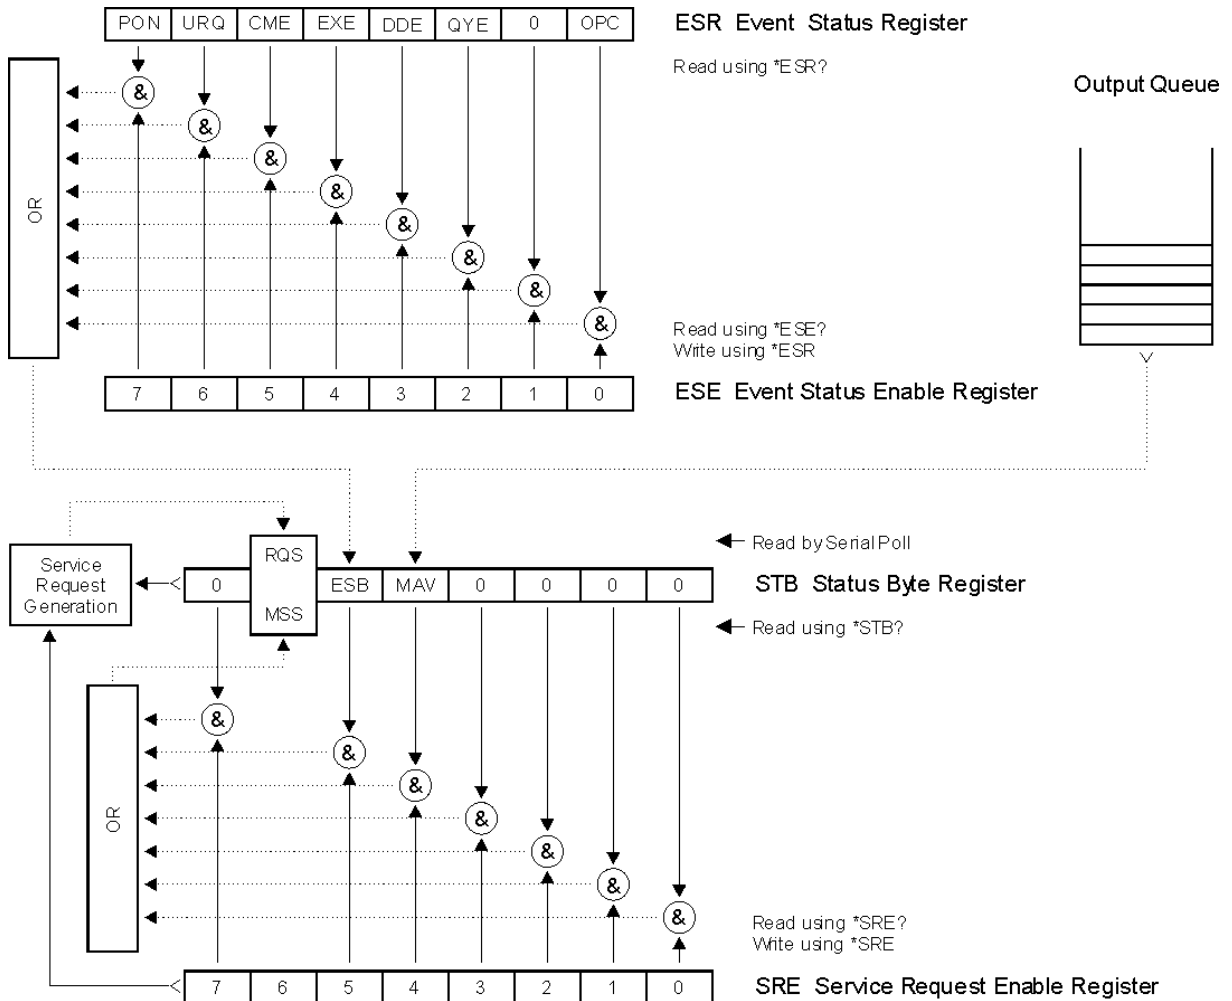 PON URQ CME EXE DDE QYE 0 OPC
ESR Event Status Register
Read using *ESR?
Output Queue
&
&
&
&
OR
&
&
&
&
Read using *ESE?
Write using *ESR
7 6 5 4 3 2 1 0
ESE Event Status Enable Register
Service
Request
Generation
RQS
MSS
0 ESB MAV 0 0 0 0
Read by Serial Poll
STB Status Byte Register
Read using *STB?
&
&
&
OR
&
&
&
&
Read using *SRE?
Write using *SRE
7 6 5 4 3 2 1 0
SRE Service Request Enable Register